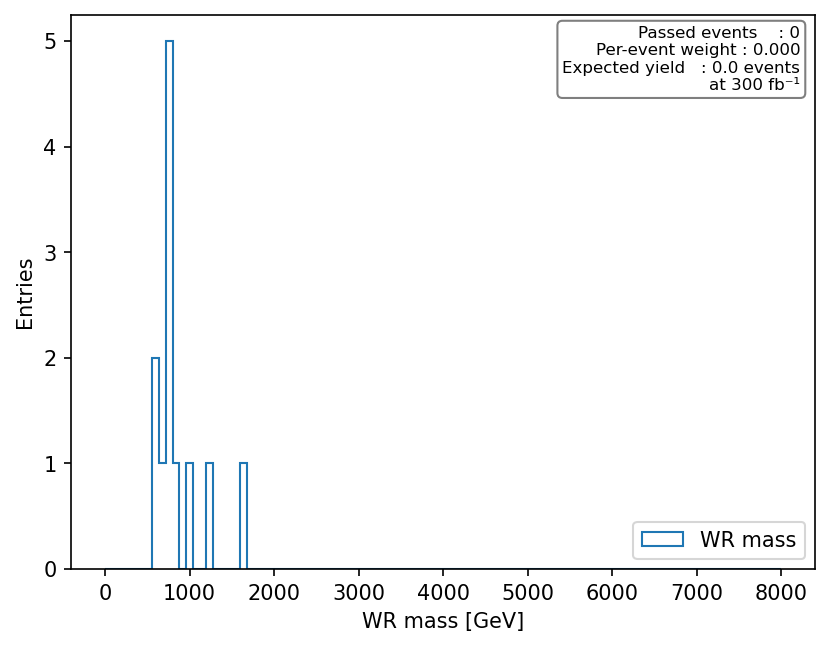 Passed events    : 0
Per-event weight : 0.000
Expected yield   : 0.0 events
at 300 fb⁻¹
5
4
3
2
1
0
Entries
WR mass
0 1000 2000 3000 4000 5000 6000 7000 8000
WR mass [GeV]